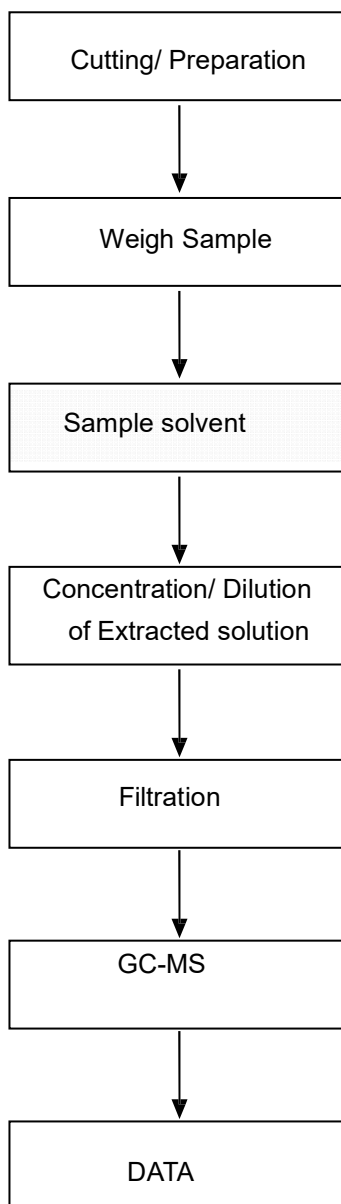 Cutting/ Preparation
Weigh Sample
Sample solvent
Concentration/ Dilution
of Extracted solution
Filtration
GC-MS
DATA